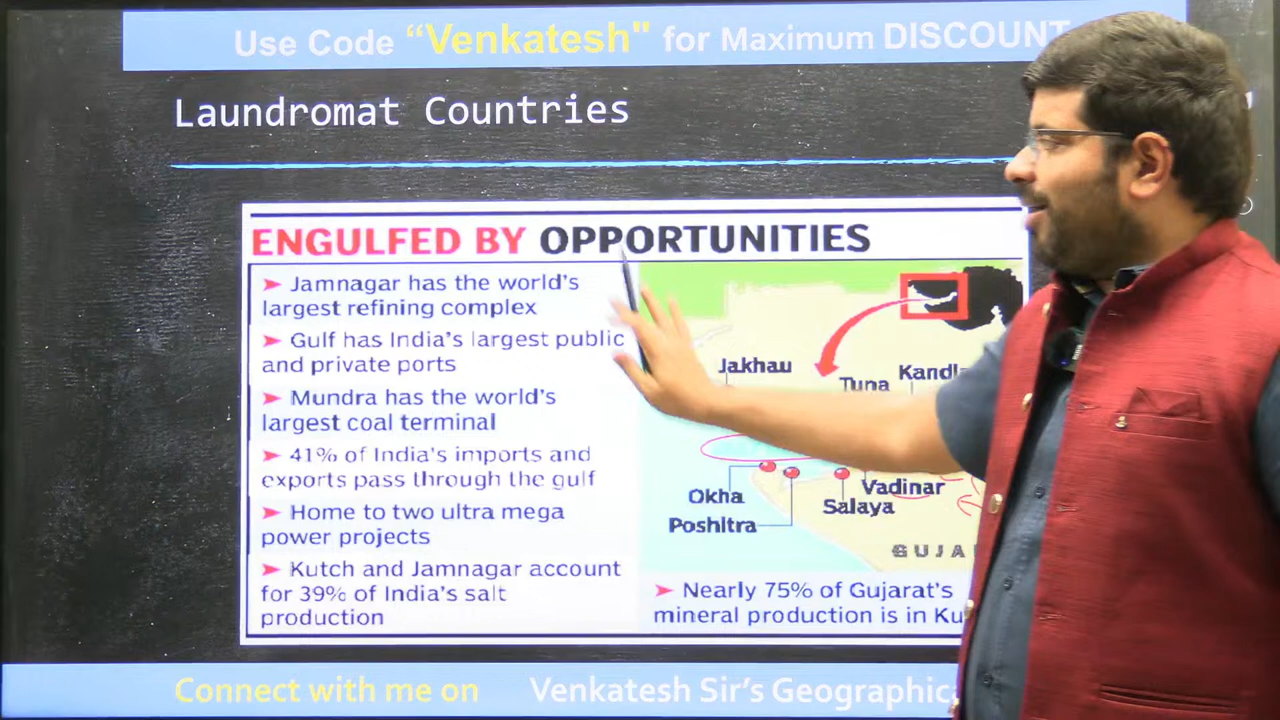 Use Code “Venkatesh" for Maximum DISCOUNT
Laundromat Countries
ENGULFED BY OPPORTUNITIES
➤ Jamnagar has the world's
largest refining complex
➤ Gulf has India's largest public
and private ports
➤ Mundra has the world's
largest coal terminal
➤ 41% of India's imports and
exports pass through the gulf
➤ Home to two ultra mega
power projects
➤ Kutch and Jamnagar account
for 39% of India's salt
production
Jakhau
Tuna
Okha
Vadinar
Salaya
Poshitra
➤ Nearly 75% of Gujarat's
mineral production is in
Connect with me on Venkatesh Sir's